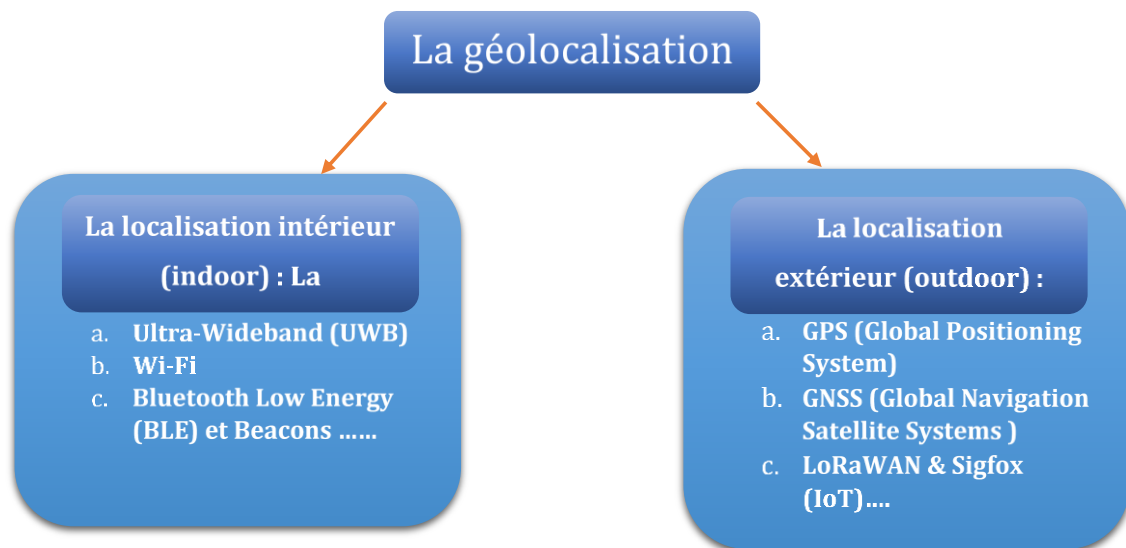 La géolocalisation
La localisation intérieur
(indoor) : La
a. Ultra-Wideband (UWB)
b. Wi-Fi
c. Bluetooth Low Energy
(BLE) et Beacons ……
La localisation
extérieur (outdoor) :
a. GPS (Global Positioning
System)
b. GNSS (Global Navigation
Satellite Systems )
c. LoRaWAN & Sigfox
(IoT)….